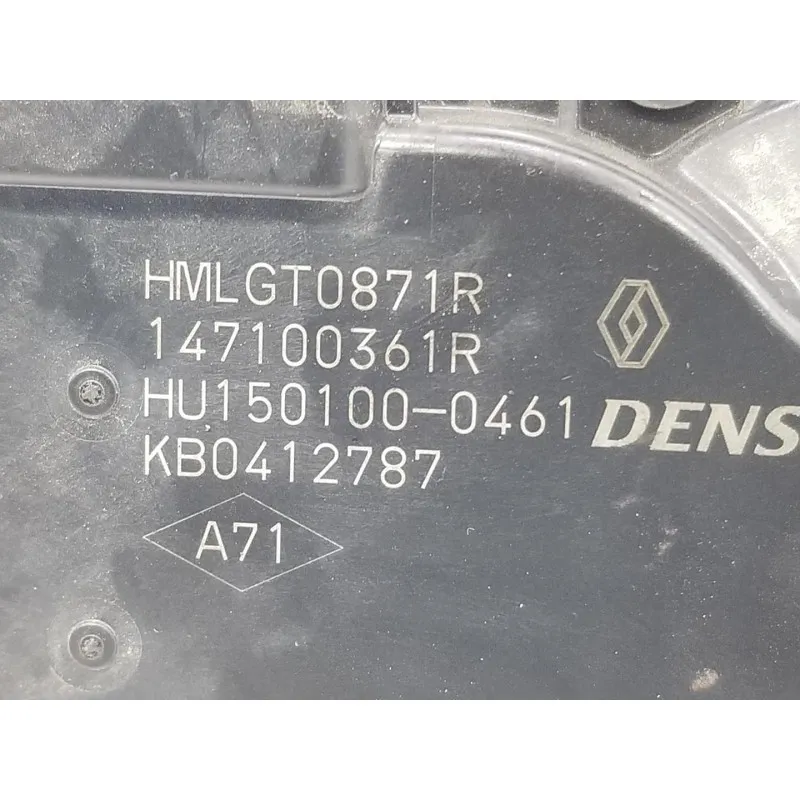 HMLGT0871R
147100361R
HU150100-0461
DENS
KB0412787
A71